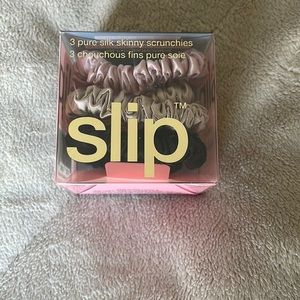 3 pure silk skinny scrunchies
3 chouchous fins pure soie
slip™